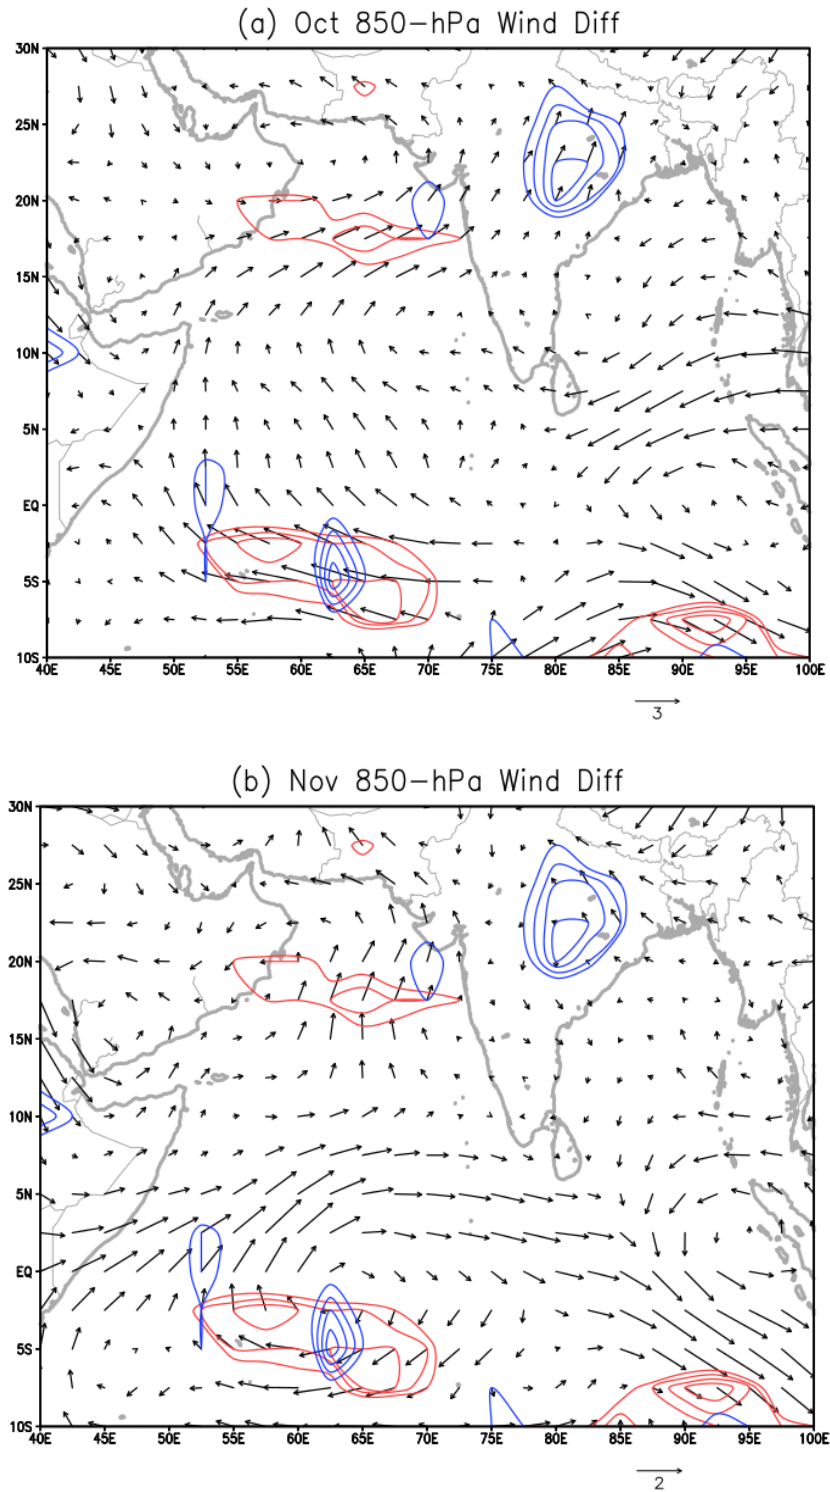 (a) Oct 850-hPa Wind Diff
30N
25N
20N
15N
10N
5N
EQ
5S
10S
40E 45E 50E 55E 60E 65E 70E 75E 80E 85E 90E 95E 100E
3
(b) Nov 850-hPa Wind Diff
30N
25N
20N
15N
10N
5N
EQ
5S
10S
40E 45E 50E 55E 60E 65E 70E 75E 80E 85E 90E 95E 100E
2